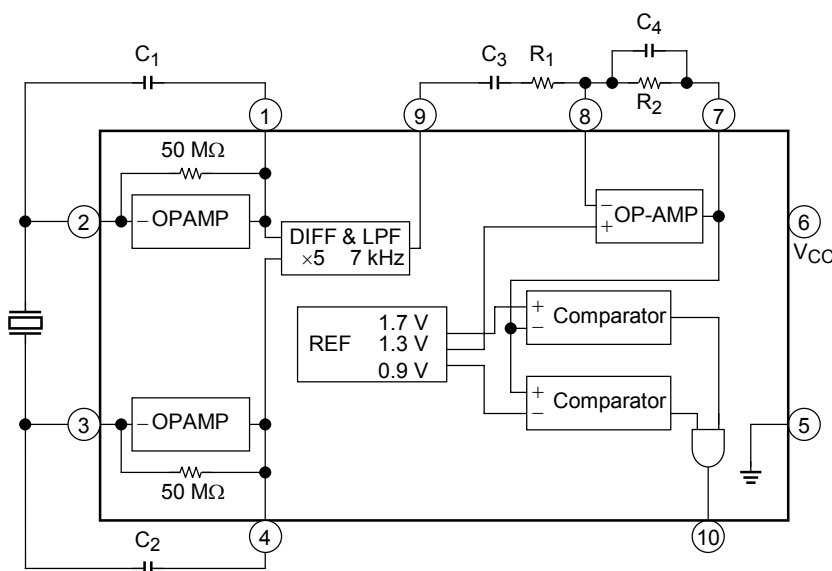 C1
C3
R1
C4
R2
1
9
8
7
50 MΩ
2
− OPAMP
DIFF & LPF
×5 7 kHz
−
+
OP-AMP
6
VCC
REF
1.7 V
1.3 V
0.9 V
+
−
Comparator
+
−
Comparator
3
− OPAMP
50 MΩ
5
C2
4
10